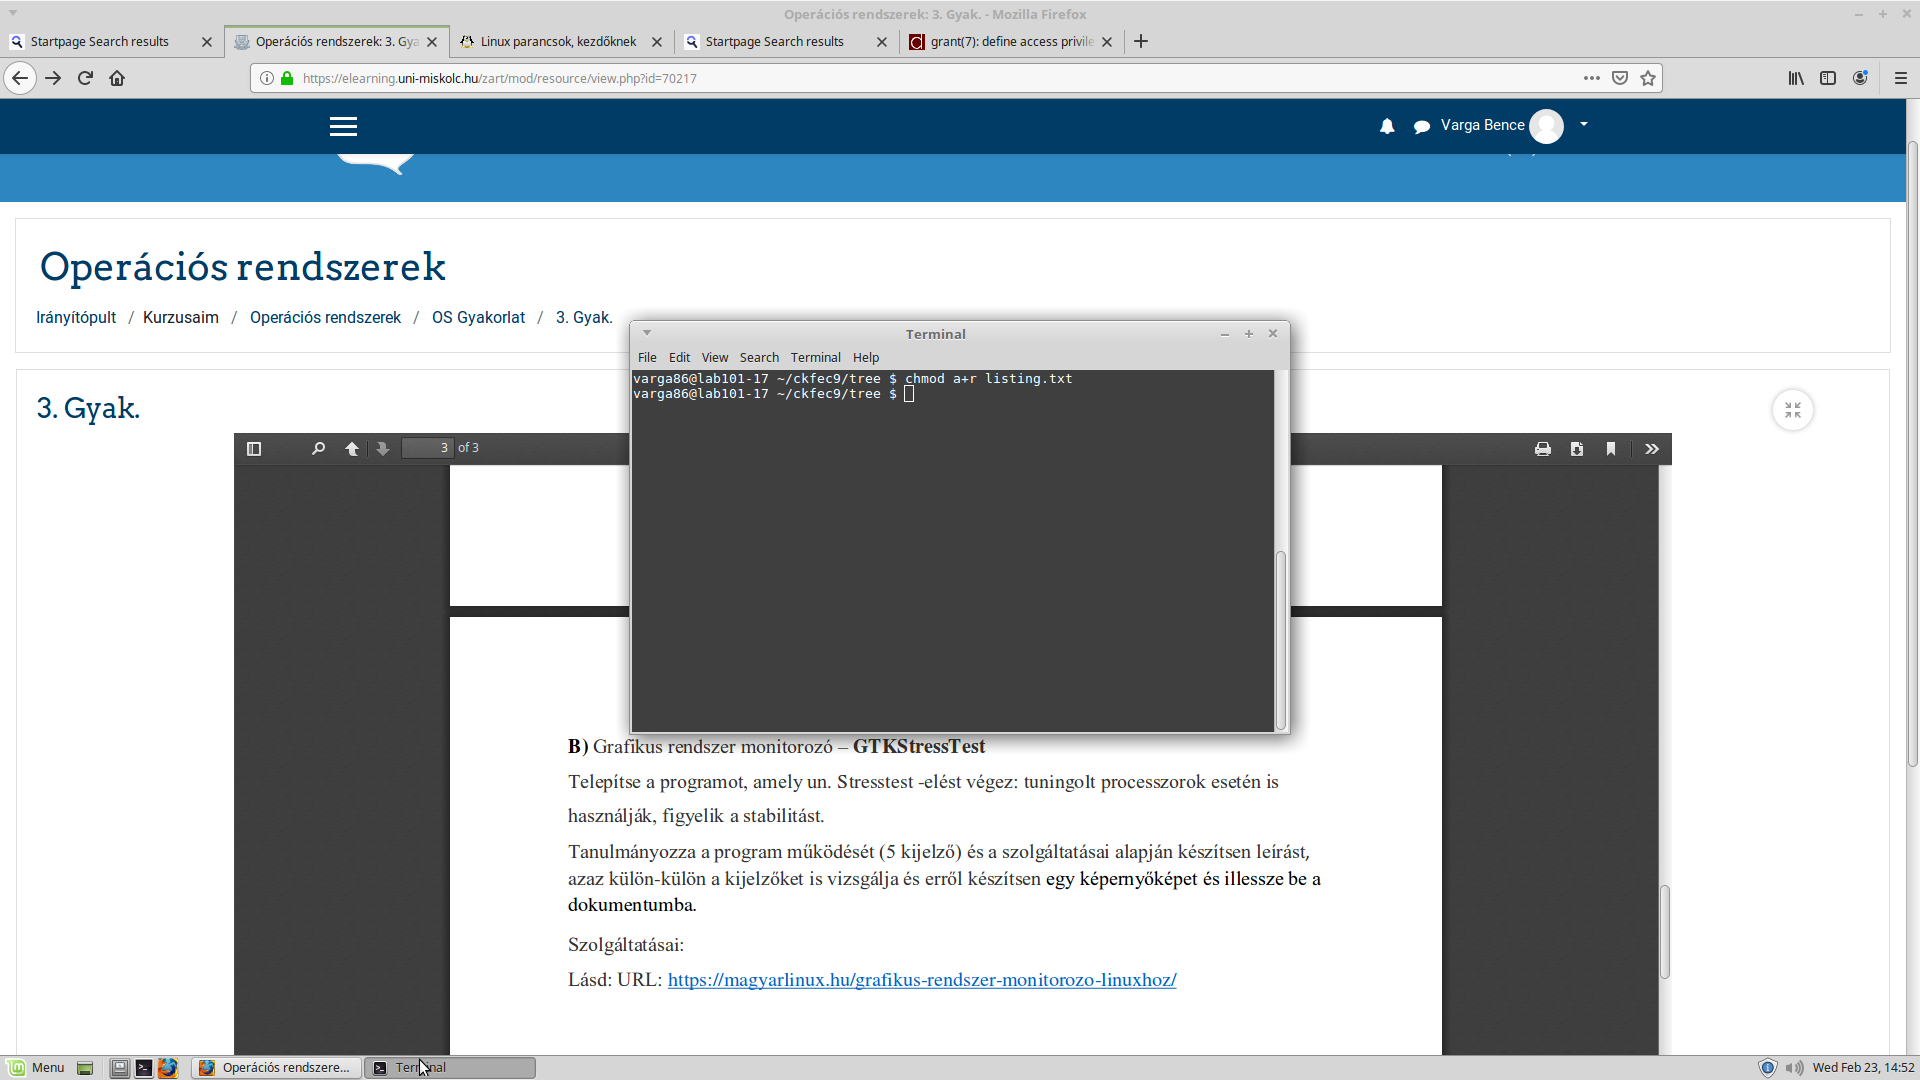 Operációs rendszerek: 3. Gyak. - Mozilla Firefox
Startpage Search results
Operációs rendszerek: 3. Gya
Linux parancsok, kezdőknek
Startpage Search results
grant(7): define access privile
https://elearning.uni-miskolc.hu/zart/mod/resource/view.php?id=70217
Varga Bence
Operációs rendszerek
Irányítópult / Kurzusaim / Operációs rendszerek / OS Gyakorlat / 3. Gyak.
Terminal
File Edit View Search Terminal Help
varga86@lab101-17 ~/ckfec9/tree $ chmod a+r listing.txt
varga86@lab101-17 ~/ckfec9/tree $
3. Gyak.
3 of 3
B) Grafikus rendszer monitorozó – GTKStressTest
Telepítse a programot, amely un. Stresstest -elést végez: tuningolt processzorok esetén is
használják, figyelik a stabilitást.
Tanulmányozza a program működését (5 kijelző) és a szolgáltatásai alapján készítsen leírást,
azaz külön-külön a kijelzőket is vizsgálja és erről készítsen egy képernyőképet és illessze be a
dokumentumba.
Szolgáltatásai:
Lásd: URL: https://magyarlinux.hu/grafikus-rendszer-monitorozo-linuxhoz/
Menu
Operációs rendszere...
Terminal
Wed Feb 23, 14:52